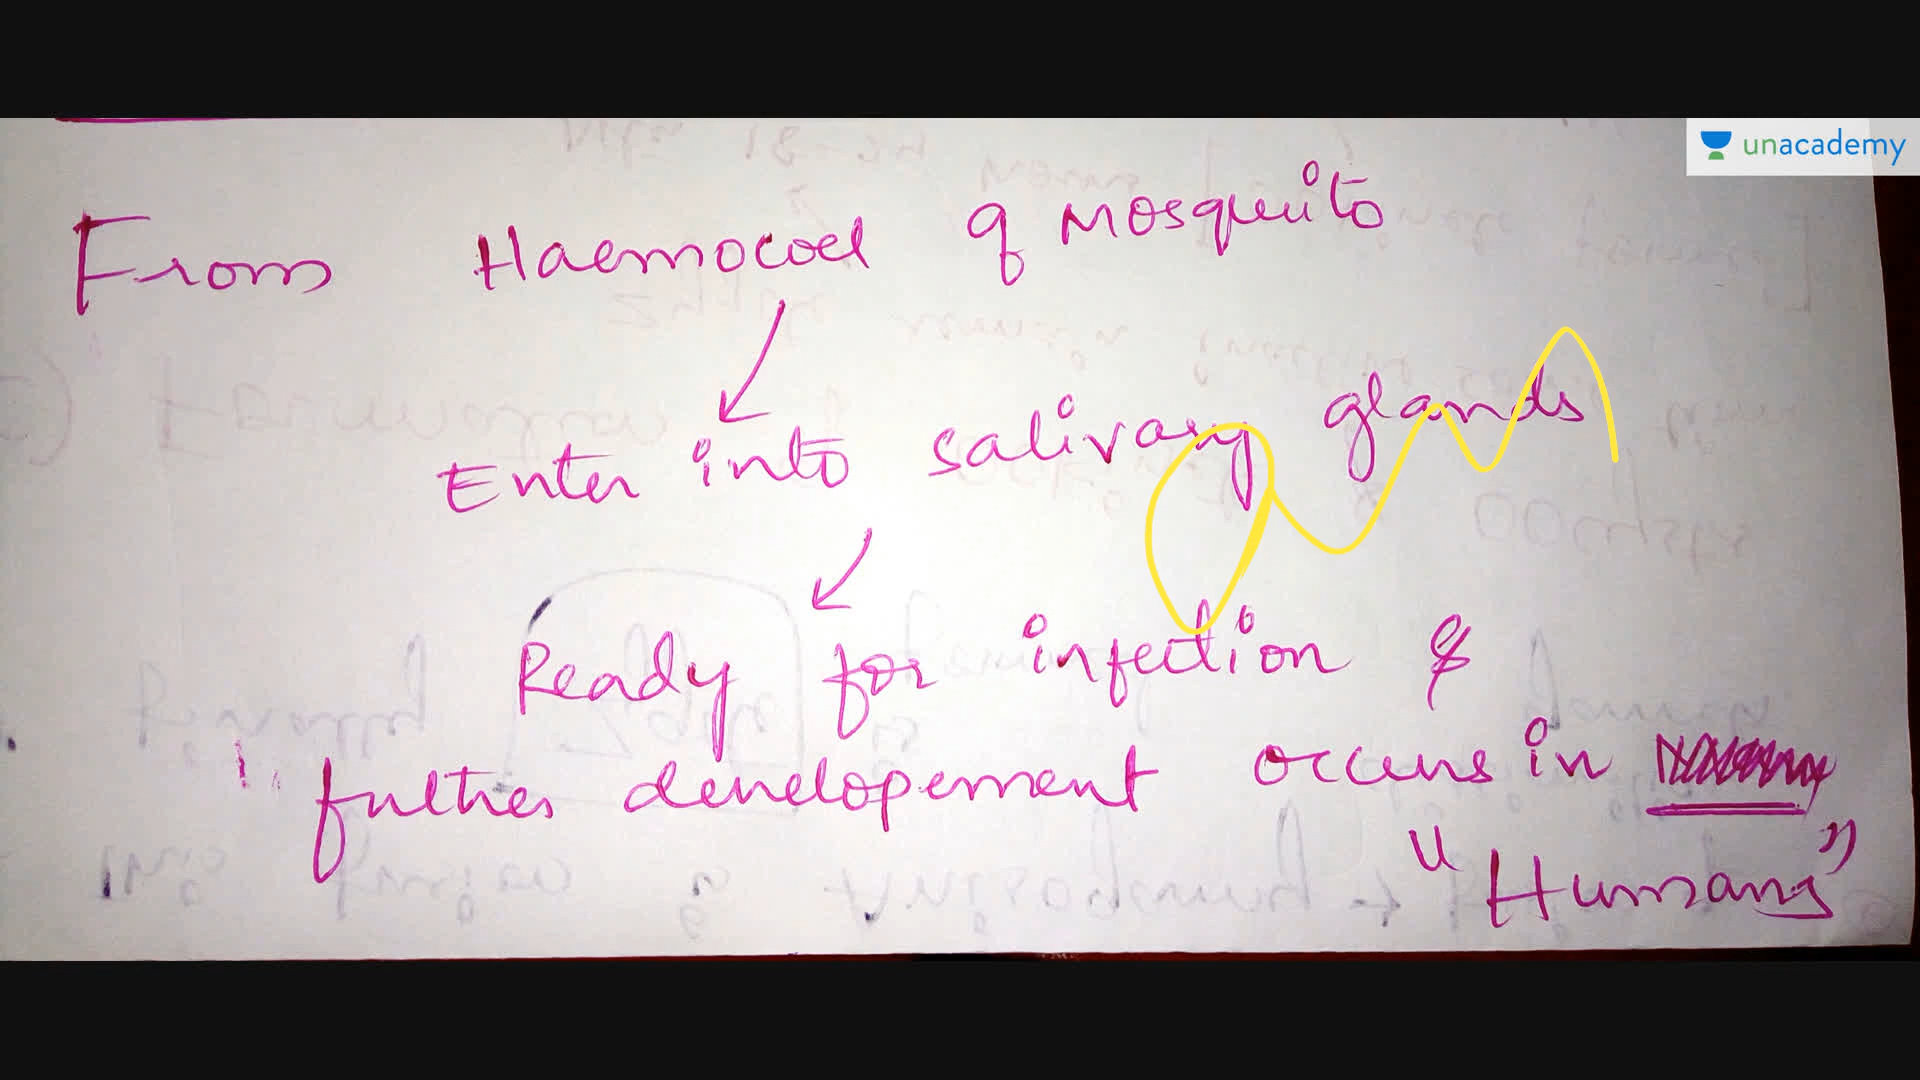 unacademy
From Haemocoel of Mosquito
Enter into salivary glands
Ready for infection &
further developement occurs in
"Humans"